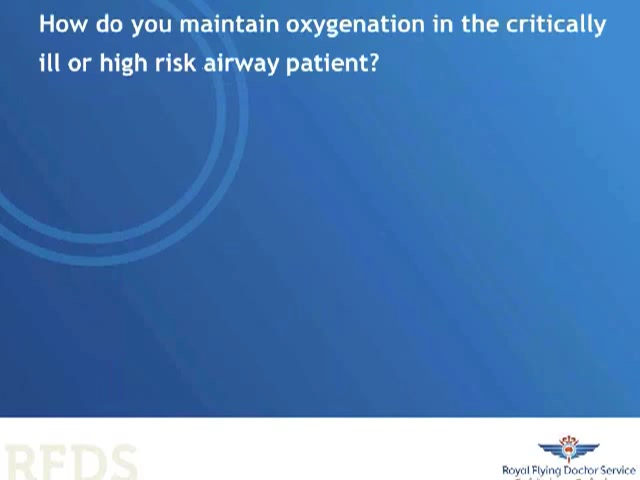 How do you maintain oxygenation in the critically
ill or high risk airway patient?
RFDS
Royal Flying Doctor Service